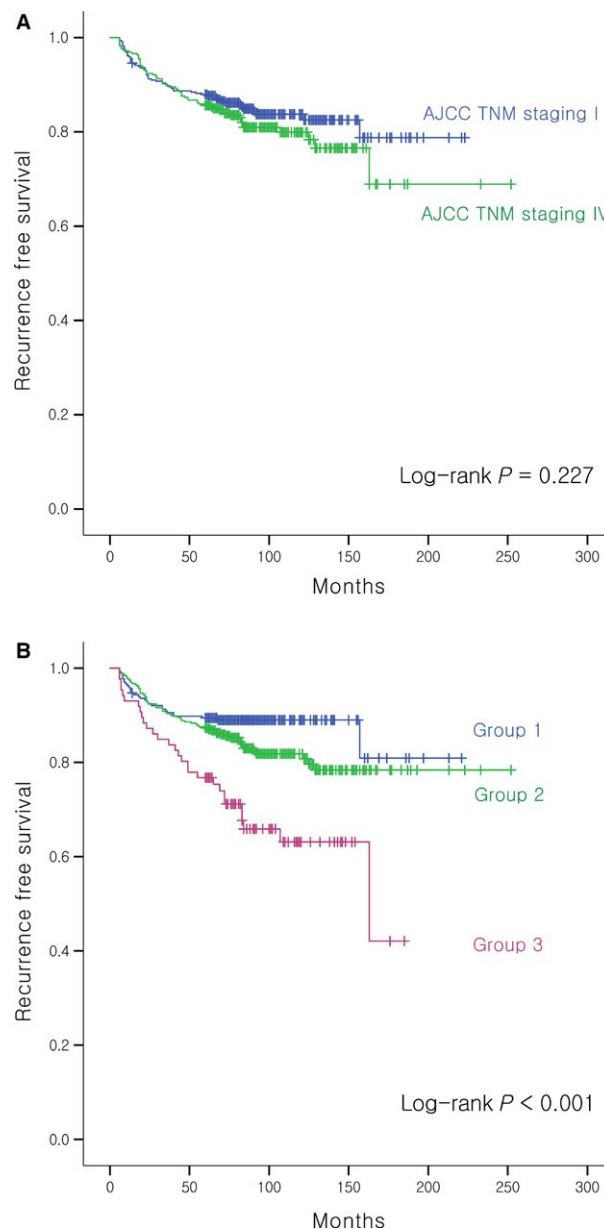 A
1.0
AJCC TNM staging I
0.8
AJCC TNM staging IV
0.6
Recurrence free survival
0.4
0.2
Log-rank P = 0.227
0.0
0 50 100 150 200 250 300
Months
B
1.0
Group 1
0.8
Group 2
0.6
Recurrence free survival
Group 3
0.4
0.2
Log-rank P < 0.001
0.0
0 50 100 150 200 250 300
Months